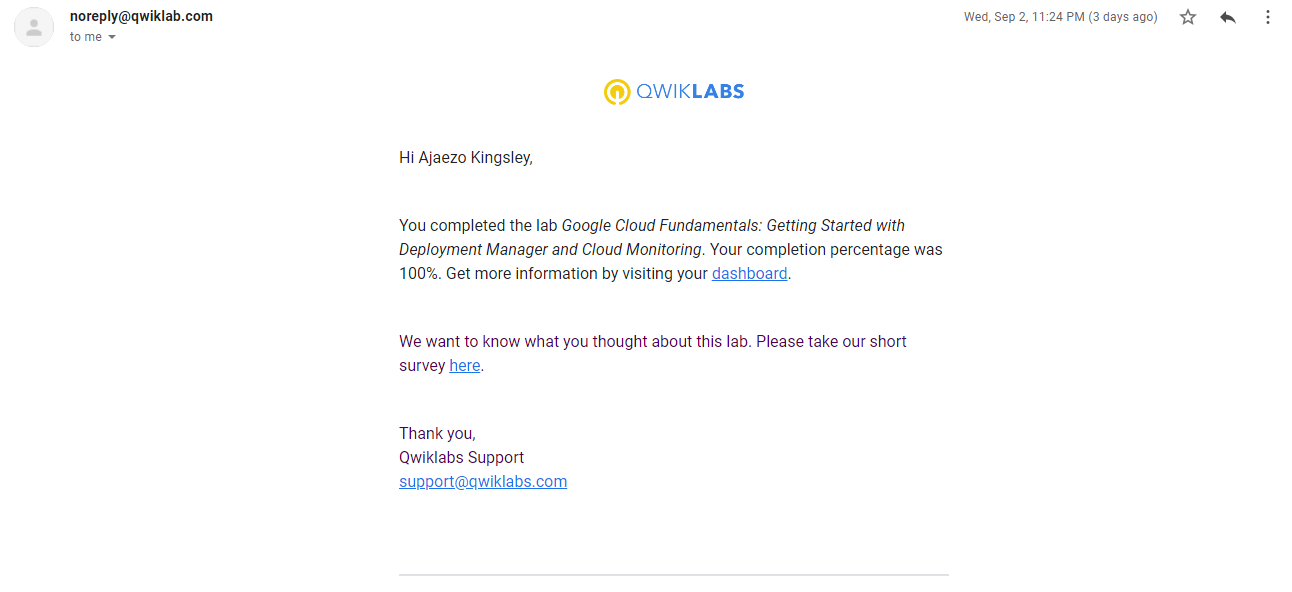 noreply@qwiklab.com
Wed, Sep 2, 11:24 PM (3 days ago)
to me
QWIKLABS
Hi Ajaezo Kingsley,
You completed the lab Google Cloud Fundamentals: Getting Started with
Deployment Manager and Cloud Monitoring. Your completion percentage was
100%. Get more information by visiting your dashboard.
We want to know what you thought about this lab. Please take our short
survey here.
Thank you,
Qwiklabs Support
support@qwiklabs.com